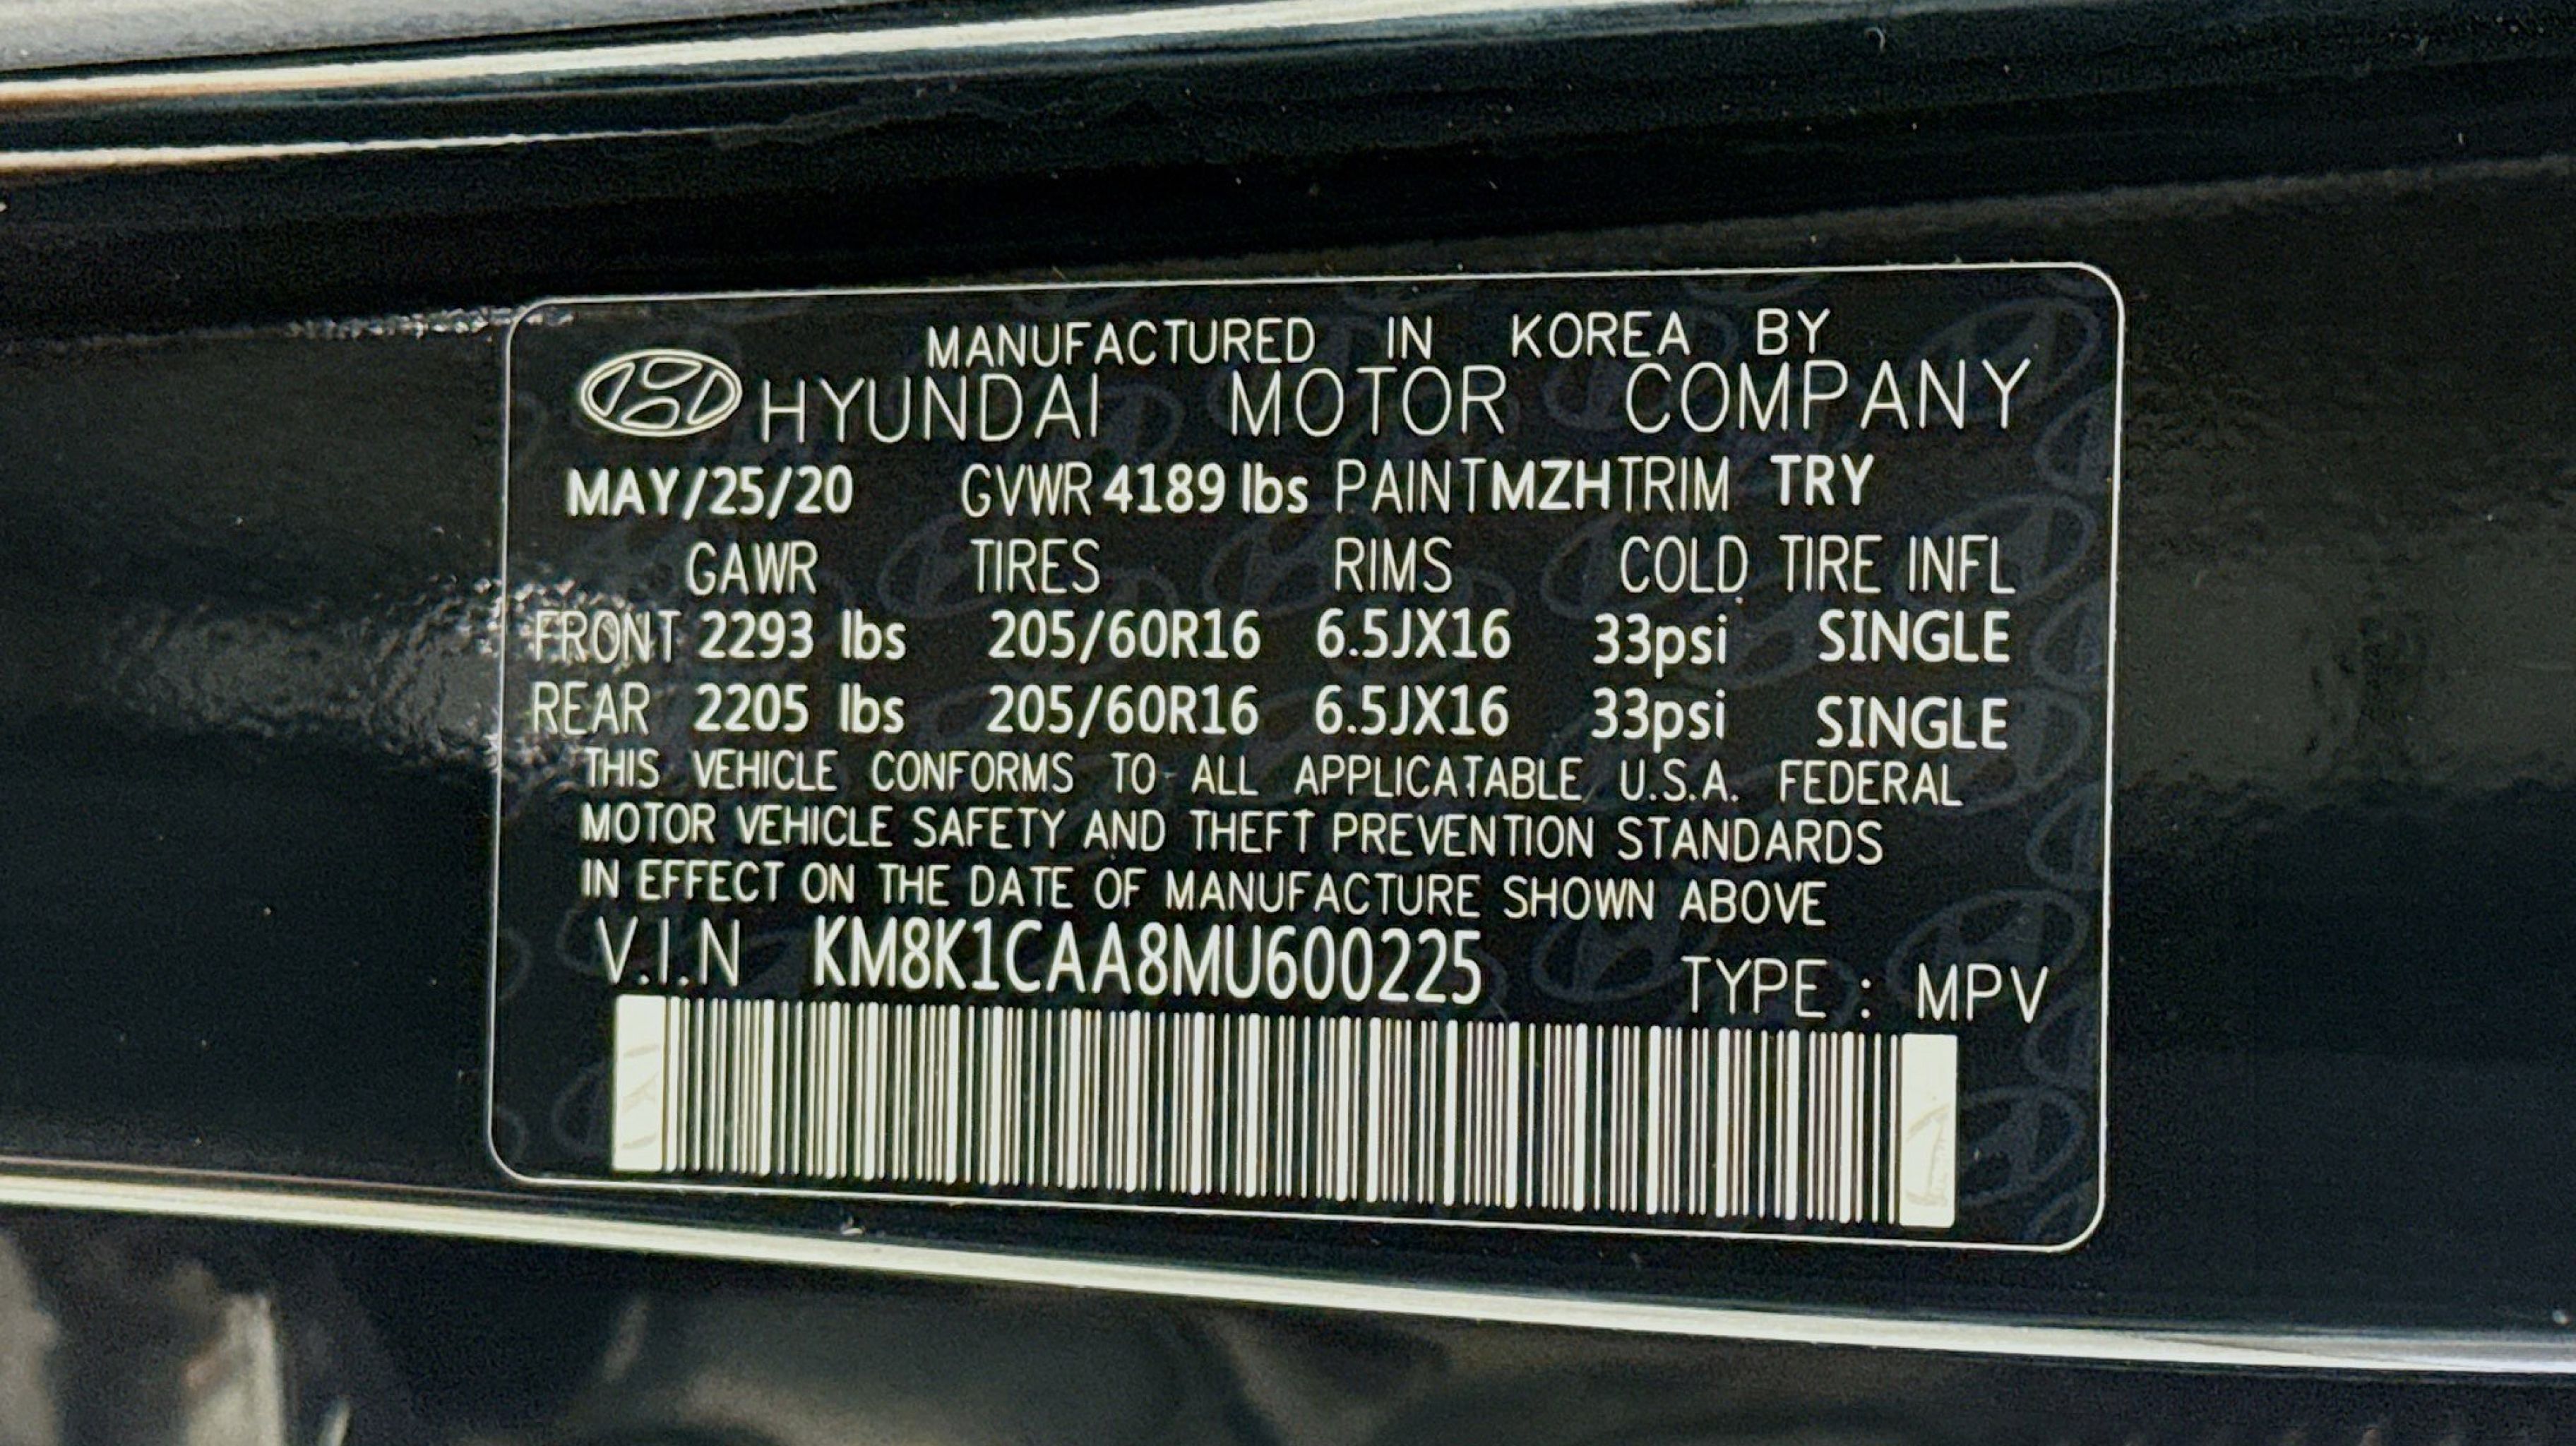 MANUFACTURED IN KOREA BY
HYUNDAI MOTOR COMPANY
MAY/25/20 GVWR 4189 lbs PAINT MZH TRIM TRY
GAWR TIRES RIMS COLD TIRE INFL
FRONT 2293 lbs 205/60R16 6.5JX16 33psi SINGLE
REAR 2205 lbs 205/60R16 6.5JX16 33psi SINGLE
THIS VEHICLE CONFORMS TO ALL APPLICATABLE U.S.A. FEDERAL
MOTOR VEHICLE SAFETY AND THEFT PREVENTION STANDARDS
IN EFFECT ON THE DATE OF MANUFACTURE SHOWN ABOVE
V.I.N KM8K1CAA8MU600225 TYPE : MPV